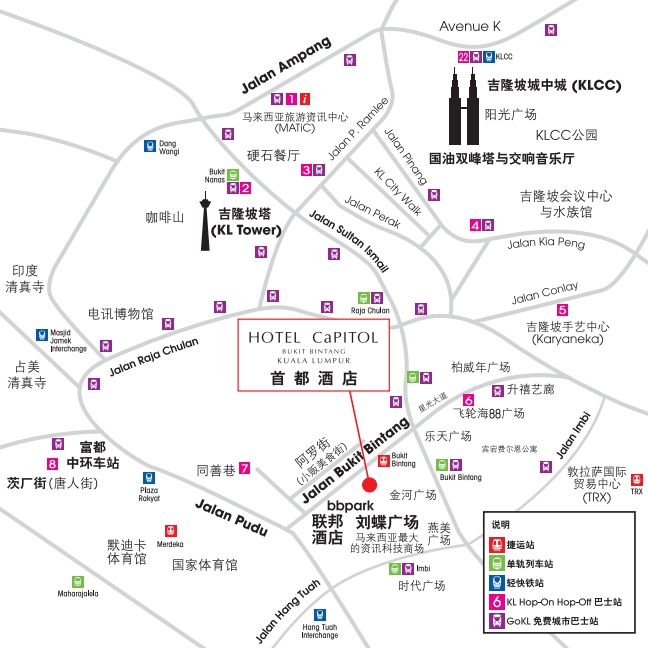 Avenue K
22
KLCC
吉隆坡城中城 (KLCC)
阳光广场
KLCC公园
国油双峰塔与交响音乐厅
Jalan Ampang
1
i
马来西亚旅游资讯中心
(MATiC)
硬石餐厅
3
Jalan P. Ramlee
Jalan Pinang
KL City Walk
Jalan Perak
Dang
Wangi
Bukit
Nanas
2
咖啡山
吉隆坡塔
(KL Tower)
Jalan Sultan Ismail
吉隆坡会议中心
与水族馆
4
Jalan Kia Peng
Jalan Conlay
5
吉隆坡手艺中心
(Karyaneka)
印度
清真寺
电讯博物馆
Raja Chulan
Masjid
Jamek
Interchange
Jalan Raja Chulan
占美
清真寺
HOTEL CaPITOL
BUKIT BINTANG
KUALA LUMPUR
首都酒店
柏威年广场
升禧艺廊
星光大道
6
飞轮海88广场
乐天广场
宾宕费尔恩公寓
Jalan Imbi
Jalan Bukit Bintang
阿罗街
(小贩美食街)
Bukit
Bintang
Bukit Bintang
敦拉萨国际
贸易中心
(TRX)
TRX
富都
中环车站
8
茨厂街(唐人街)
同善巷
7
Plaza
Rakyat
Jalan Pudu
金河广场
bbpark
联邦
酒店
刘蝶广场
马来西亚最大
的资讯科技商场
燕美
广场
Merdeka
默迪卡
体育馆
国家体育馆
Maharajalela
Imbi
时代广场
Jalan Hang Tuah
Hang Tuah
Interchange
说明
捷运站
单轨列车站
轻快铁站
6
KL Hop-On Hop-Off 巴士站
GoKL 免费城市巴士站